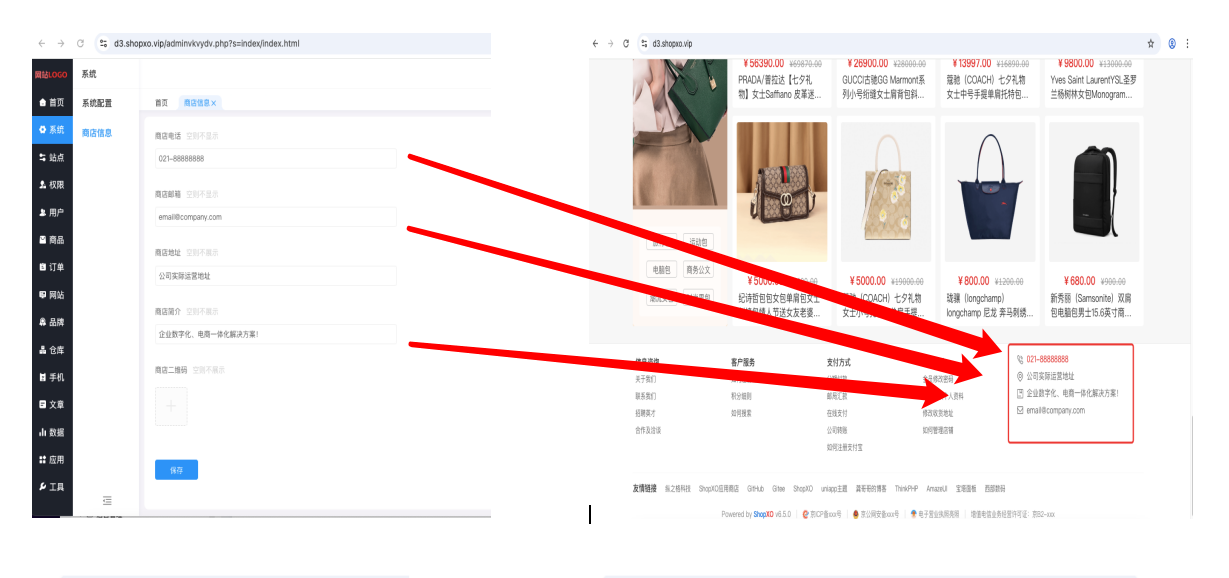 d3.shopxo.vip/adminvkvydv.php?s=index/index.html
网站LOGO
系统
首页
系统配置
首页 商店信息×
系统
商店信息
商店电话 空则不显示
站点
021-88888888
权限
商店邮箱 空则不显示
用户
email@company.com
商品
商店地址 空则不展示
订单
公司实际运营地址
网站
商店简介 空则不展示
品牌
企业数字化、电商一体化解决方案!
仓库
商店二维码 空则不展示
手机
文章
数据
应用
保存
工具
d3.shopxo.vip
¥56390.00 ¥69870.00
PRADA/普拉达【七夕礼
物】女士Saffiano 皮革迷...
¥26900.00 ¥28000.00
GUCCI古驰GG Marmont系
列小号绗缝女士肩背包斜...
¥13997.00 ¥16890.00
蔻驰（COACH）七夕礼物
女士中号手提单肩托特包...
¥9800.00 ¥13000.00
Yves Saint LaurentYSL圣罗
兰杨树林女包Monogram...
运动包
电脑包 商务公文
纪诗哲包包女包单肩包女士
¥5000.00 ¥19000.00
（COACH）七夕礼物
¥800.00 ¥1200.00
珑骧（longchamp）
longchamp 尼龙 奔马刺绣...
¥680.00 ¥900.00
新秀丽（Samsonite）双肩
包电脑包男士15.6英寸商...
信息咨询
关于我们
联系我们
招聘英才
合作及洽谈
客户服务
积分细则
如何搜索
支付方式
邮局汇款
在线支付
公司转账
如何注册支付宝
修改收货地址
如何管理店铺
021-88888888
公司实际运营地址
企业数字化、电商一体化解决方案!
email@company.com
友情链接 纵之格科技 ShopXO应用商店 GitHub Gitee ShopXO uniapp主题 龚哥哥的博客 ThinkPHP AmazeUI 宝塔面板 西部数码
Powered by ShopXO v6.5.0 | 京ICP备xxx号 | 京公网安备xxx号 | 电子营业执照亮照 | 增值电信业务经营许可证：京B2-xxx